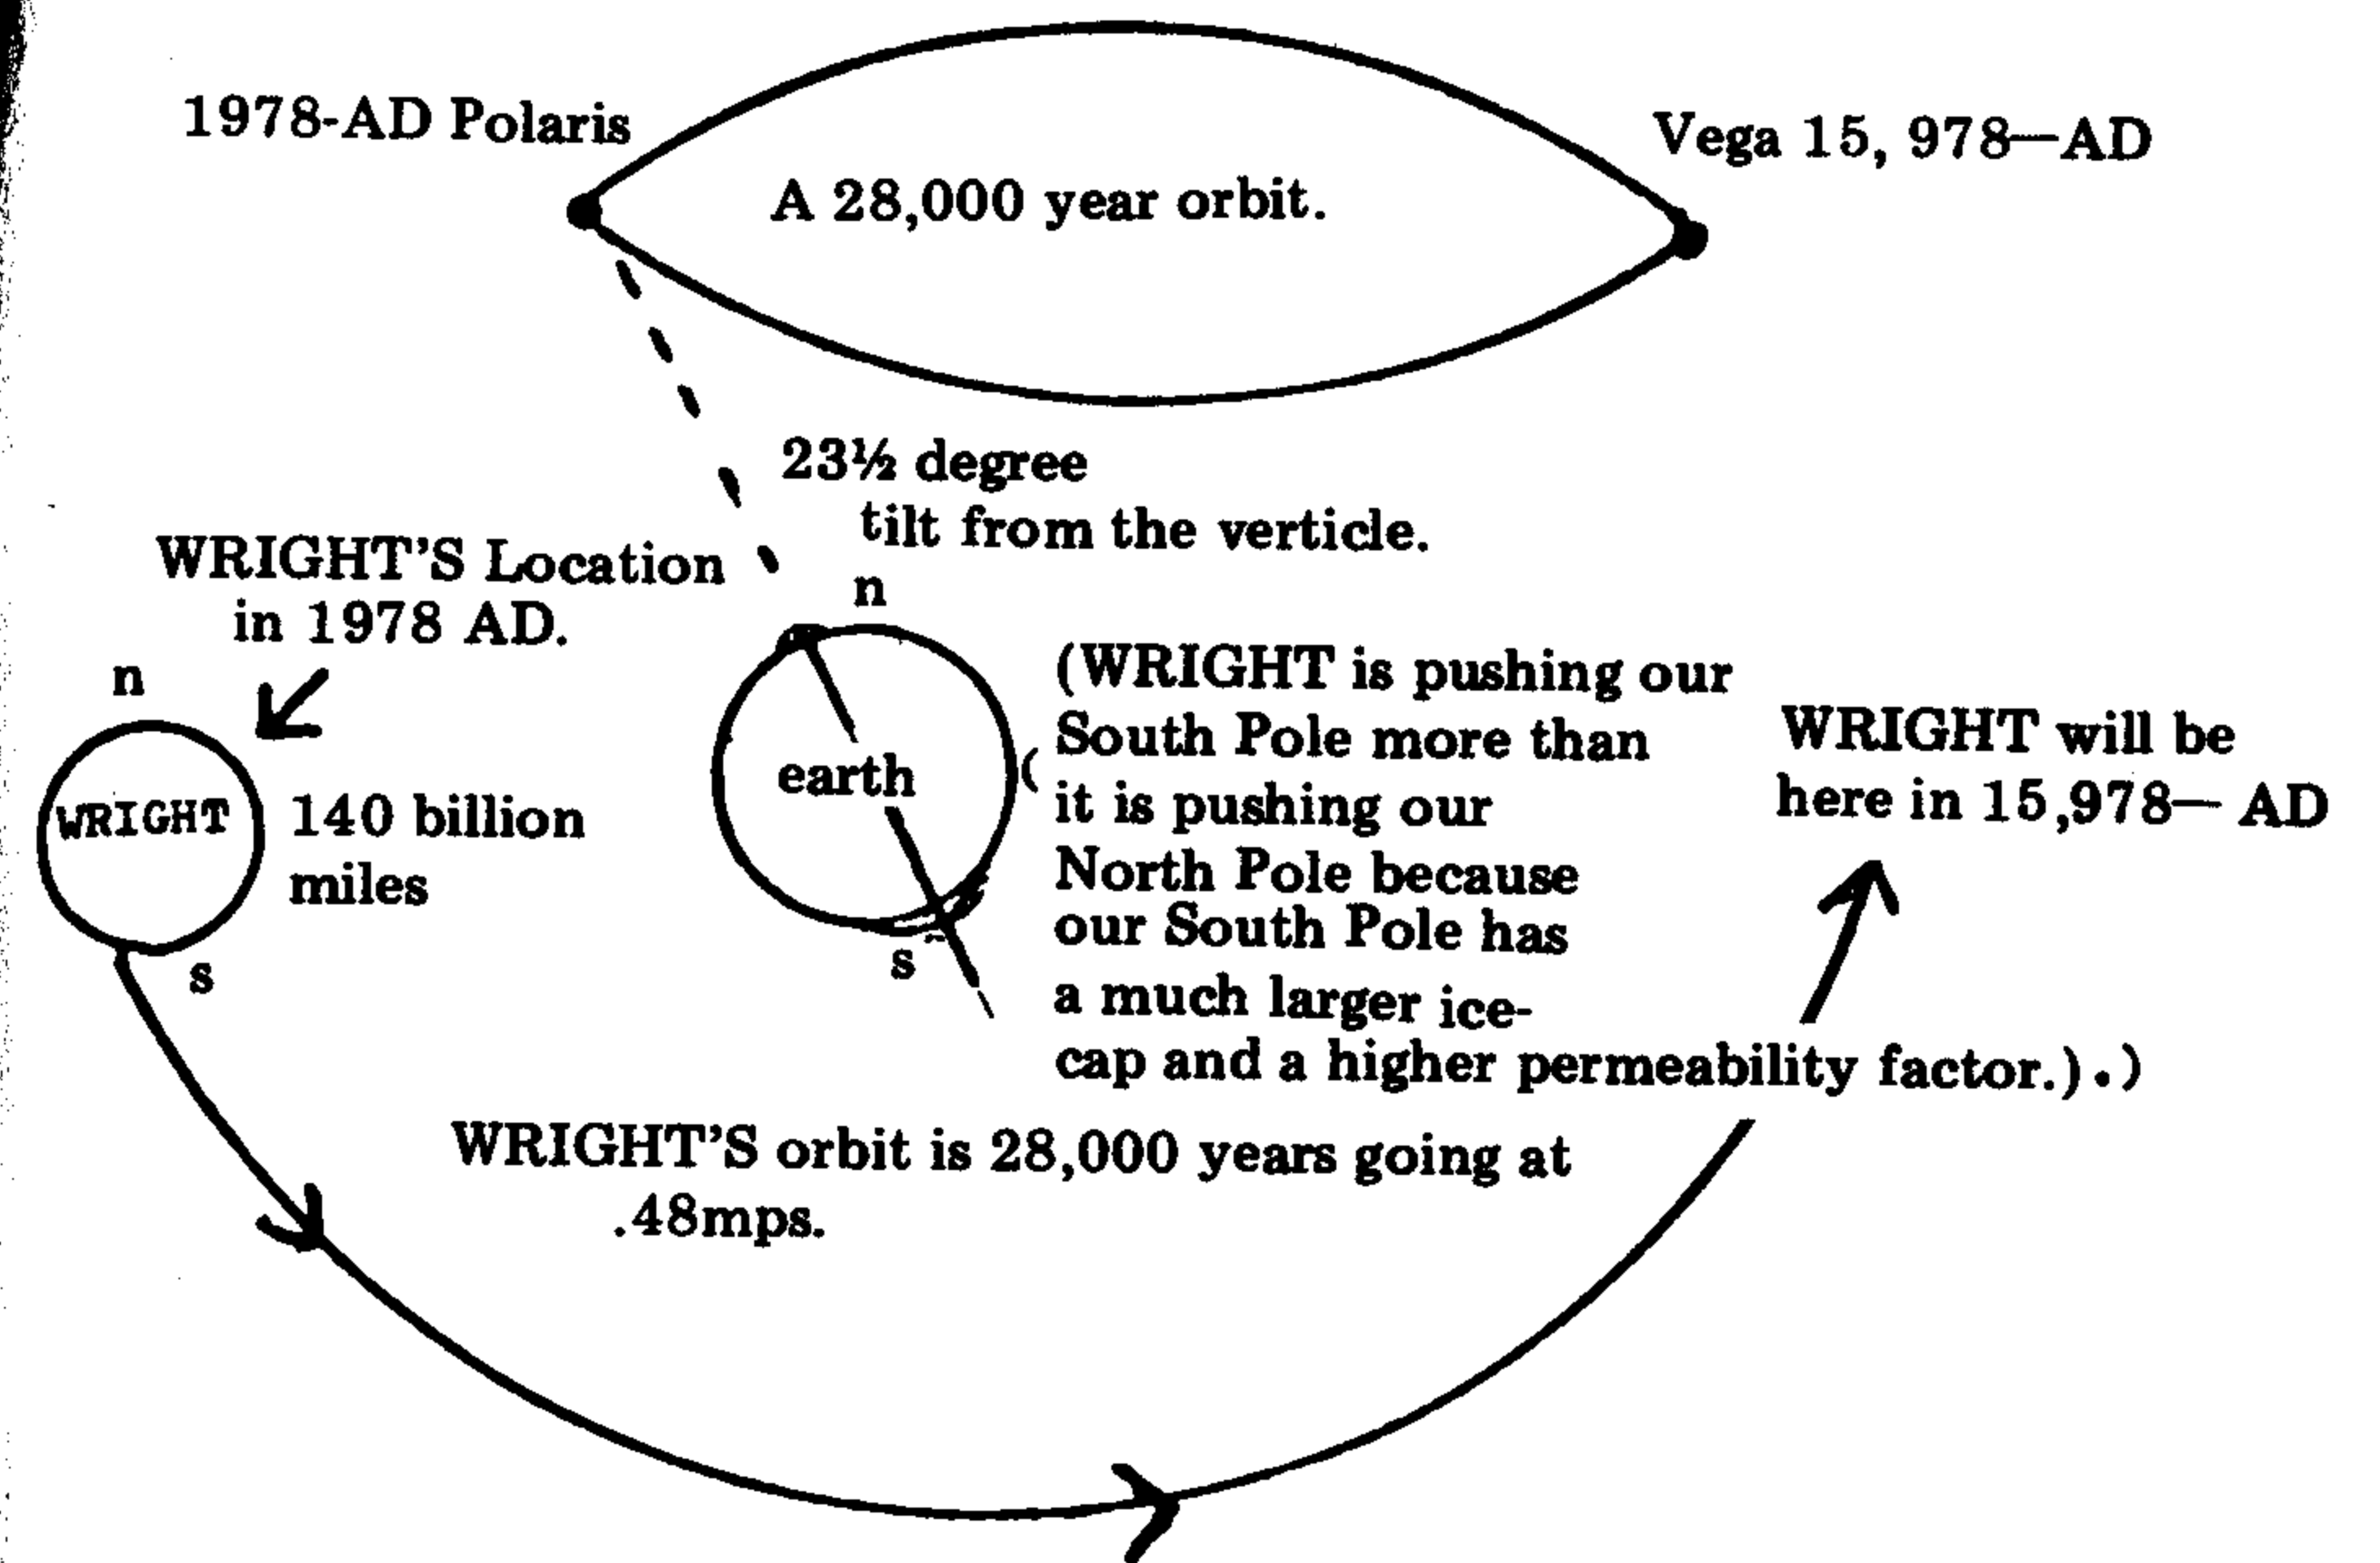 1978-AD Polaris
Vega 15, 978—AD
A 28,000 year orbit.
23½ degree
tilt from the verticle.
WRIGHT'S Location
in 1978 AD.
n
n
WRIGHT
140 billion
miles
s
earth
s
(WRIGHT is pushing our
South Pole more than
(
it is pushing our
North Pole because
our South Pole has
a much larger ice-
cap and a higher permeability factor.).)
WRIGHT will be
here in 15,978— AD
WRIGHT'S orbit is 28,000 years going at
.48mps.